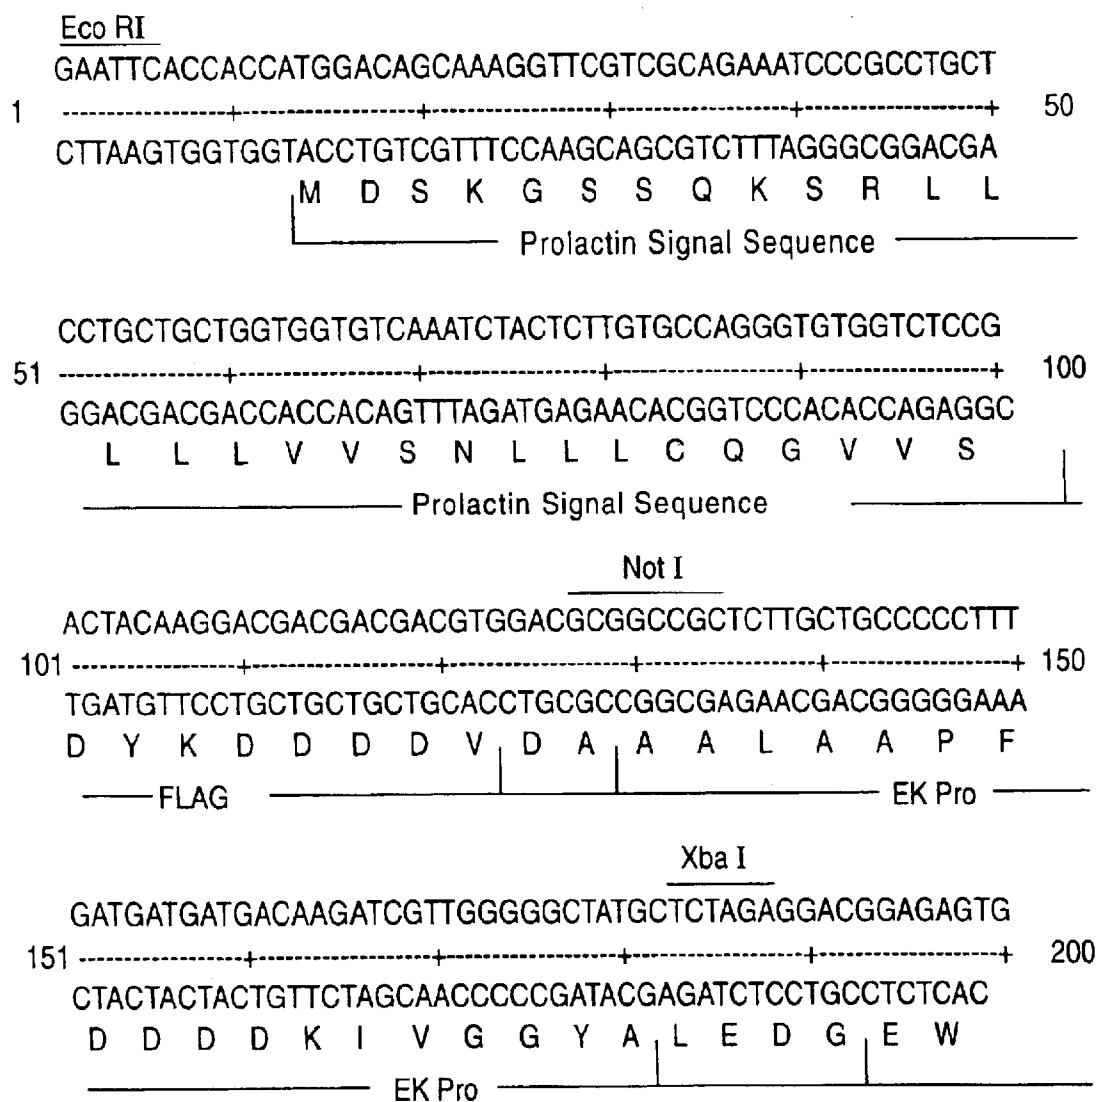 Eco RI
GAATTCACCACCATGGACAGCAAAGGTTCGTCGCAGAAATCCCGCCTGCT
1 ----------------+-----------------+----------------+----------------+-----------------+ 50
CTTAAGTGGTGGTACCTGTCGTTTCCAAGCAGCGTCTTTAGGGCGGACGA
M D S K G S S Q K S R L L
Prolactin Signal Sequence
CCTGCTGCTGGTGGTGTCAAATCTACTCTTGTGCCAGGGTGTGGTCTCCG
51 ----------------+-----------------+----------------+-----------------+-----------------+ 100
GGACGACGACCACCACAGTTTAGATGAGAACACGGTCCCACACCAGAGGC
L L L V V S N L L L C Q G V V S
Prolactin Signal Sequence
Not I
ACTACAAGGACGACGACGACGTGGACGCGGCCGCTCTTGCTGCCCCCTTT
101 ----------------+-----------------+-----------------+----------------+-----------------+ 150
TGATGTTCCTGCTGCTGCTGCACCTGCGCCGGCGAGAACGACGGGGGAAA
D Y K D D D D V D A A A L A A P F
FLAG EK Pro
Xba I
GATGATGATGACAAGATCGTTGGGGGCTATGCTCTAGAGGACGGAGAGTG
151 ----------------+-----------------+----------------+----------------+-----------------+ 200
CTACTACTACTGTTCTAGCAACCCCCGATACGAGATCTCCTGCCTCTCAC
D D D D K I V G G Y A L E D G E W
EK Pro